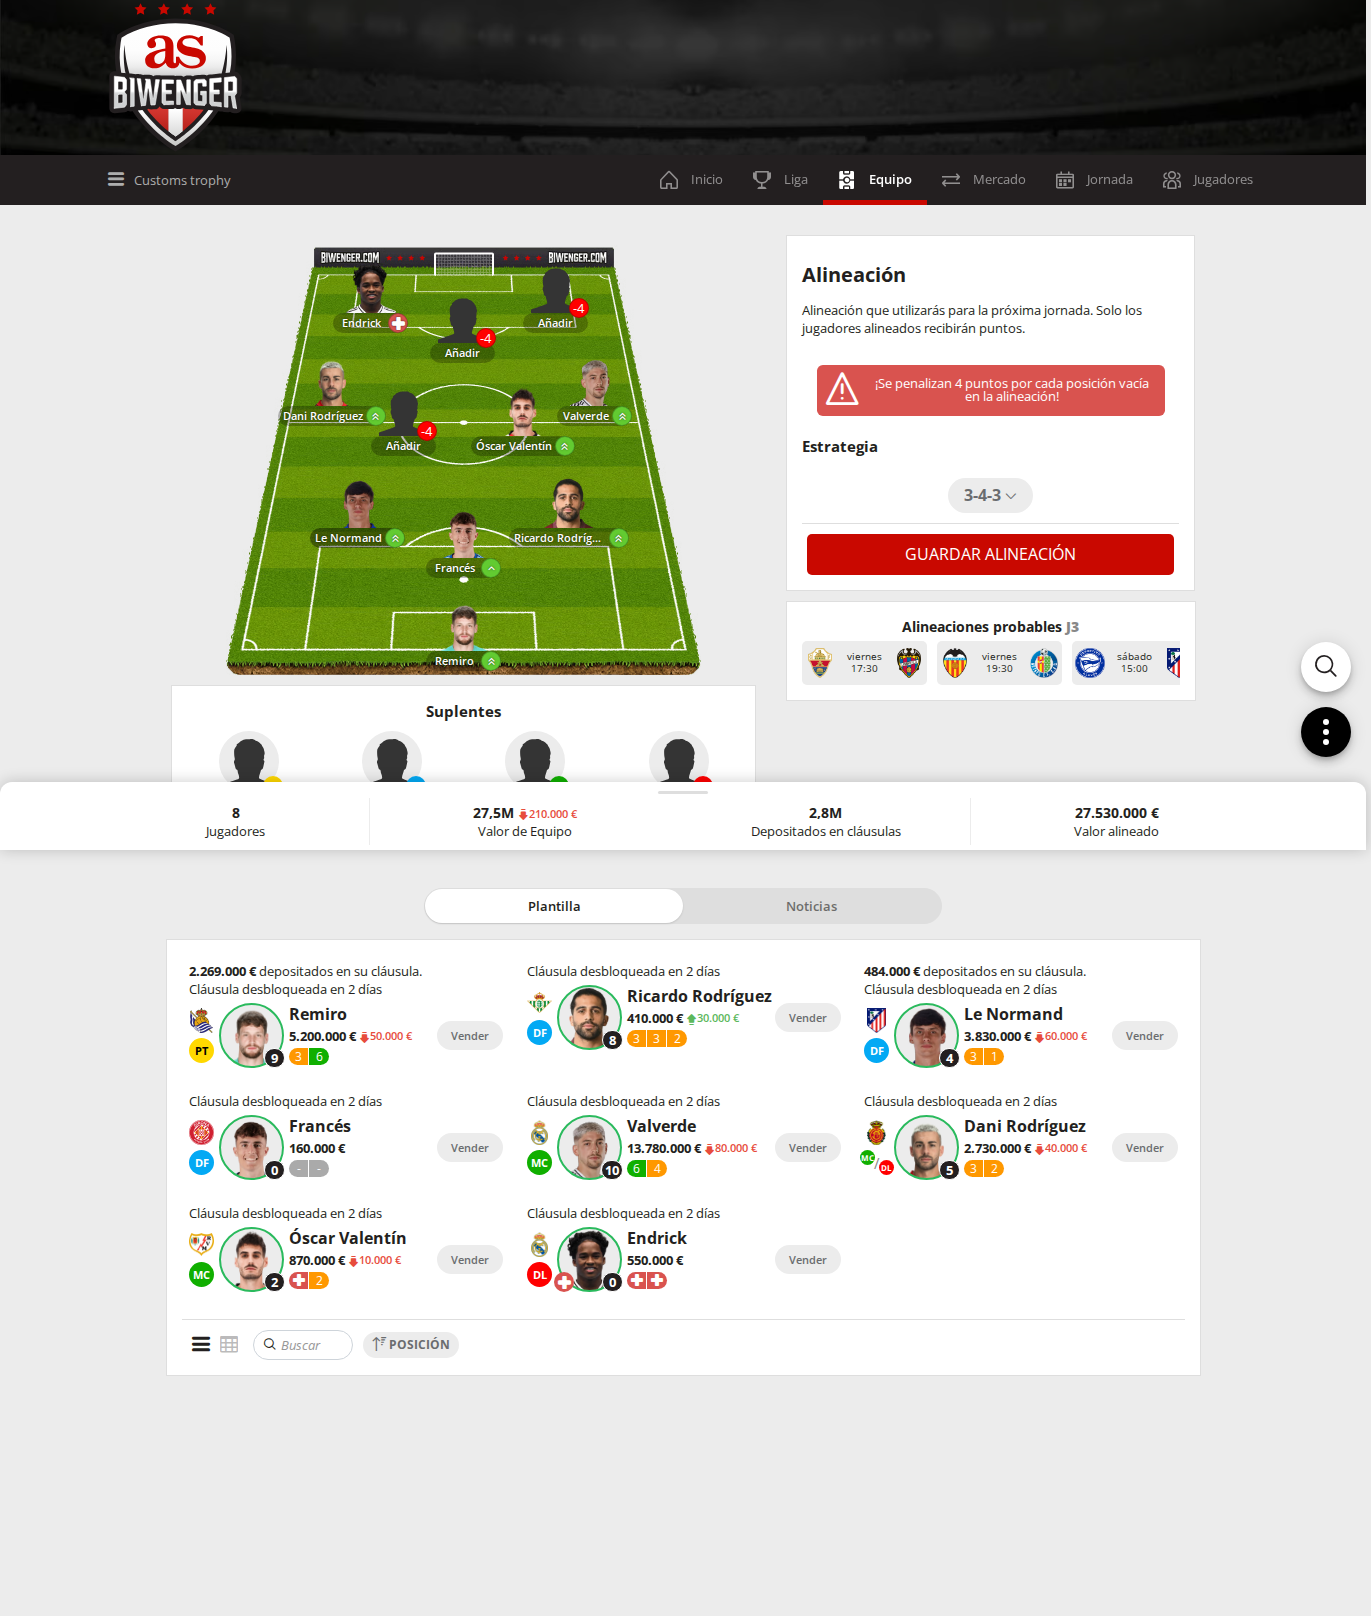 as
BIWENGER
Customs trophy
Inicio
Liga
Equipo
Mercado
Jornada
Jugadores
BIWENGER.COM
BIWENGER.COM
Endrick
-4
Añadir
-4
Añadir
Dani Rodríguez
Valverde
-4
Añadir
Óscar Valentín
Le Normand
Ricardo Rodríg...
Francés
Remiro
Suplentes
Alineación
Alineación que utilizarás para la próxima jornada. Solo los
jugadores alineados recibirán puntos.
¡Se penalizan 4 puntos por cada posición vacía
en la alineación!
Estrategia
3-4-3
GUARDAR ALINEACIÓN
Alineaciones probables J3
viernes
17:30
viernes
19:30
sábado
15:00
8
Jugadores
27,5M 210.000 €
Valor de Equipo
2,8M
Depositados en cláusulas
27.530.000 €
Valor alineado
Plantilla
Noticias
2.269.000 € depositados en su cláusula.
Cláusula desbloqueada en 2 días
Remiro
PT
9
5.200.000 € 50.000 €
3 6
Vender
Cláusula desbloqueada en 2 días
Ricardo Rodríguez
DF
8
410.000 € 30.000 €
3 3 2
Vender
484.000 € depositados en su cláusula.
Cláusula desbloqueada en 2 días
Le Normand
DF
4
3.830.000 € 60.000 €
3 1
Vender
Cláusula desbloqueada en 2 días
Francés
DF
0
160.000 €
- -
Vender
Cláusula desbloqueada en 2 días
Valverde
MC
10
13.780.000 € 80.000 €
6 4
Vender
Cláusula desbloqueada en 2 días
Dani Rodríguez
MC / DL
5
2.730.000 € 40.000 €
3 2
Vender
Cláusula desbloqueada en 2 días
Óscar Valentín
MC
2
870.000 € 10.000 €
2
Vender
Cláusula desbloqueada en 2 días
Endrick
DL
0
550.000 €
Vender
Buscar
POSICIÓN